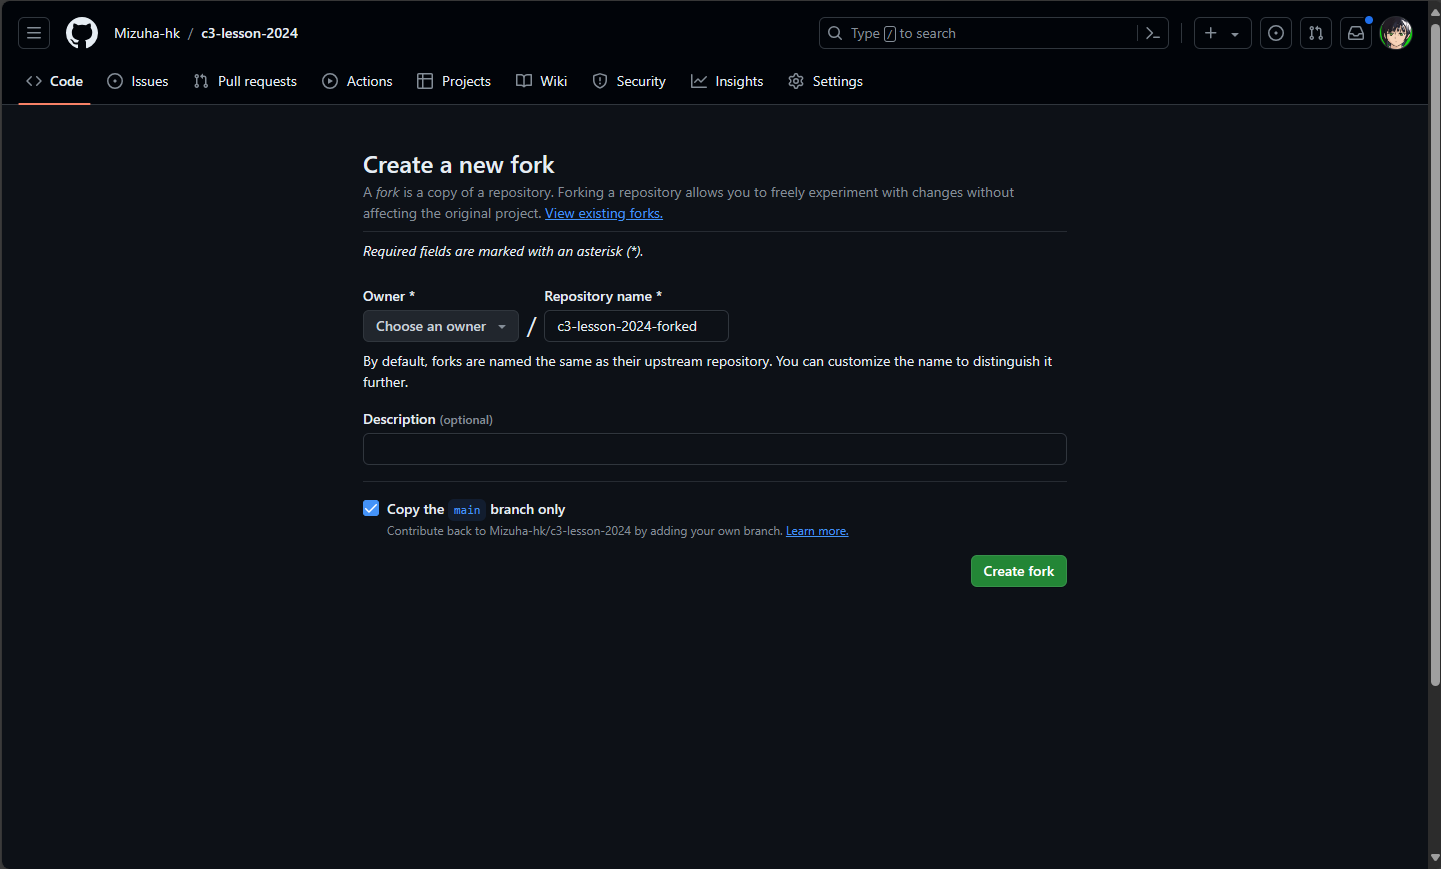 Mizuha-hk / c3-lesson-2024
Type / to search
Code Issues Pull requests Actions Projects Wiki Security Insights Settings
Create a new fork
A fork is a copy of a repository. Forking a repository allows you to freely experiment with changes without
affecting the original project. View existing forks.
Required fields are marked with an asterisk (*).
Owner * Repository name *
Choose an owner / c3-lesson-2024-forked
By default, forks are named the same as their upstream repository. You can customize the name to distinguish it
further.
Description (optional)
Copy the main branch only
Contribute back to Mizuha-hk/c3-lesson-2024 by adding your own branch. Learn more.
Create fork